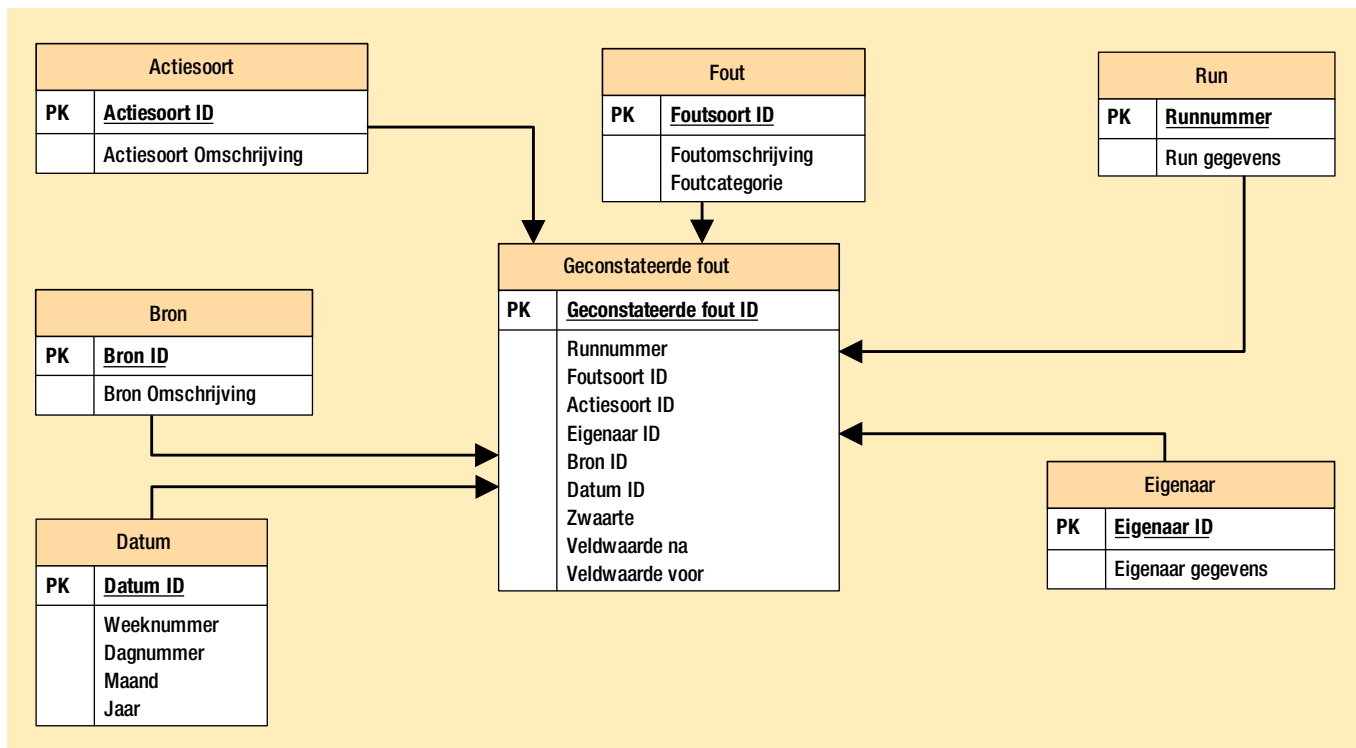 Actiesoort
PK Actiesoort ID
Actiesoort Omschrijving
Fout
PK Foutsoort ID
Foutomschrijving
Foutcategorie
Run
PK Runnummer
Run gegevens
Geconstateerde fout
PK Geconstateerde fout ID
Runnummer
Foutsoort ID
Actiesoort ID
Eigenaar ID
Bron ID
Datum ID
Zwaarte
Veldwaarde na
Veldwaarde voor
Bron
PK Bron ID
Bron Omschrijving
Datum
PK Datum ID
Weeknummer
Dagnummer
Maand
Jaar
Eigenaar
PK Eigenaar ID
Eigenaar gegevens